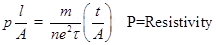 p l/A = m/ne²τ (t/A) P=Resistivity